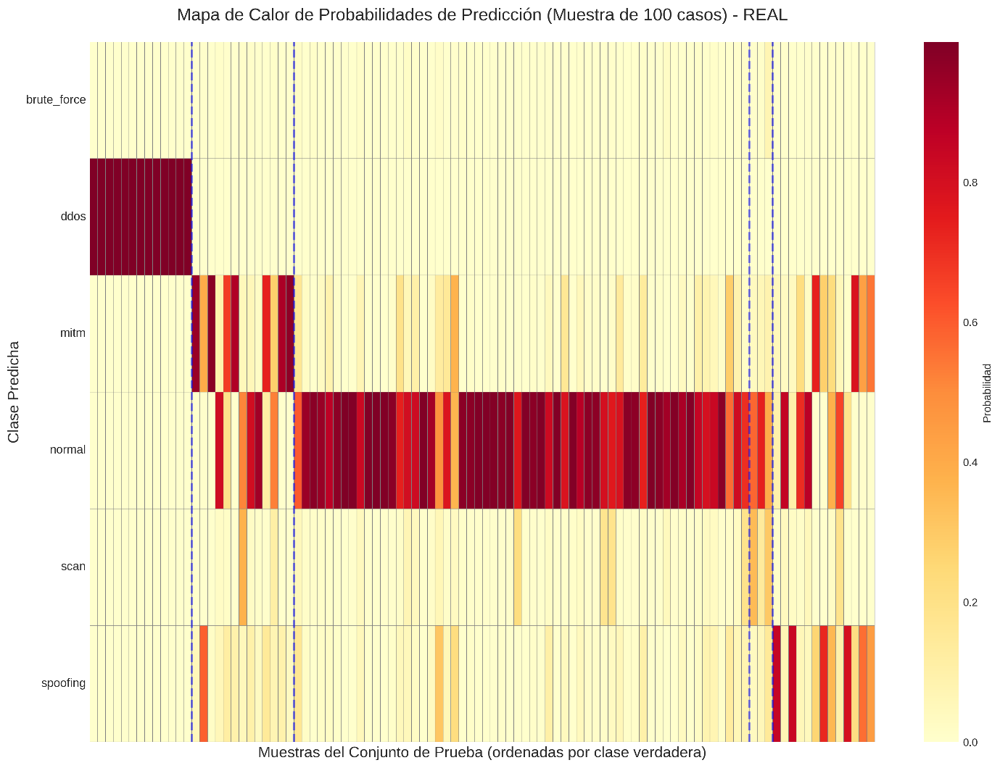 Mapa de Calor de Probabilidades de Predicción (Muestra de 100 casos) - REAL
Clase Predicha
brute_force
ddos
mitm
normal
scan
spoofing
Muestras del Conjunto de Prueba (ordenadas por clase verdadera)
0.8
0.6
0.4
0.2
0.0
Probabilidad